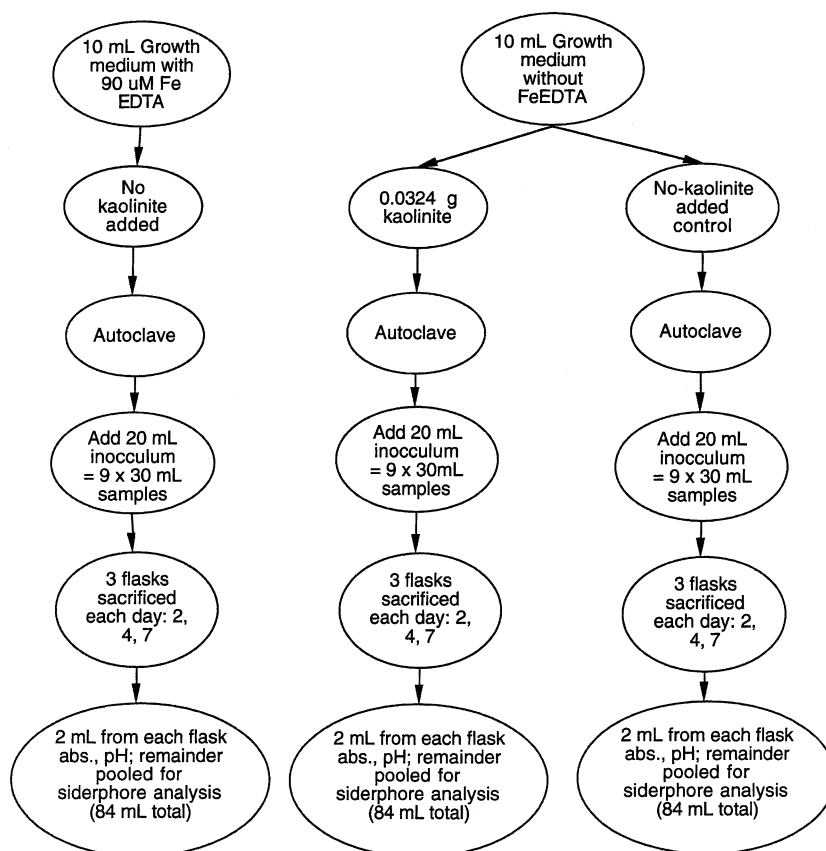 10 mL Growth
medium with
90 uM Fe
EDTA
No
kaolinite
added
Autoclave
Add 20 mL
inocculum
= 9 x 30 mL
samples
3 flasks
sacrificed
each day: 2,
4, 7
2 mL from each flask
abs., pH; remainder
pooled for
siderphore analysis
(84 mL total)
10 mL Growth
medium
without
FeEDTA
0.0324 g
kaolinite
Autoclave
Add 20 mL
inocculum
= 9 x 30mL
samples
3 flasks
sacrificed
each day: 2,
4, 7
2 mL from each flask
abs., pH; remainder
pooled for
siderphore analysis
(84 mL total)
No-kaolinite
added
control
Autoclave
Add 20 mL
inocculum
= 9 x 30 mL
samples
3 flasks
sacrificed
each day: 2,
4, 7
2 mL from each flask
abs., pH; remainder
pooled for
siderphore analysis
(84 mL total)